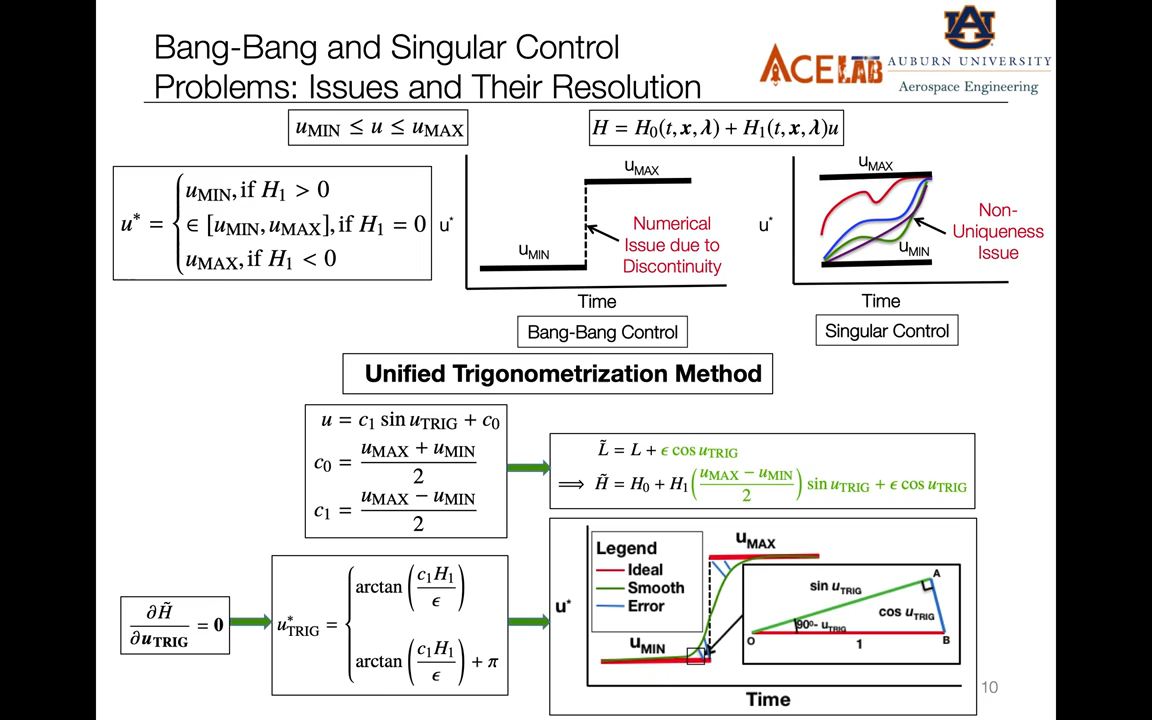 Bang-Bang and Singular Control
Problems: Issues and Their Resolution
ACELAB
AUBURN UNIVERSITY
Aerospace Engineering
u_MIN ≤ u ≤ u_MAX
H = H₀(t, x, λ) + H₁(t, x, λ)u
u* = { u_MIN, if H₁ > 0
∈ [u_MIN, u_MAX], if H₁ = 0
u_MAX, if H₁ < 0
u*
u_MAX
u_MIN
Numerical
Issue due to
Discontinuity
Time
Bang-Bang Control
u*
u_MAX
u_MIN
Non-
Uniqueness
Issue
Time
Singular Control
Unified Trigonometrization Method
u = c₁ sin u_TRIG + c₀
c₀ = (u_MAX + u_MIN)/2
c₁ = (u_MAX − u_MIN)/2
L̃ = L + ϵ cos u_TRIG
⟹ H̃ = H₀ + H₁((u_MAX − u_MIN)/2) sin u_TRIG + ϵ cos u_TRIG
∂H̃/∂u_TRIG = 0
u*_TRIG = { arctan(c₁H₁/ϵ)
arctan(c₁H₁/ϵ) + π
u*
Legend
Ideal
Smooth
Error
u_MAX
u_MIN
sin u_TRIG
cos u_TRIG
90º- u_TRIG
A
O
B
1
Time
10